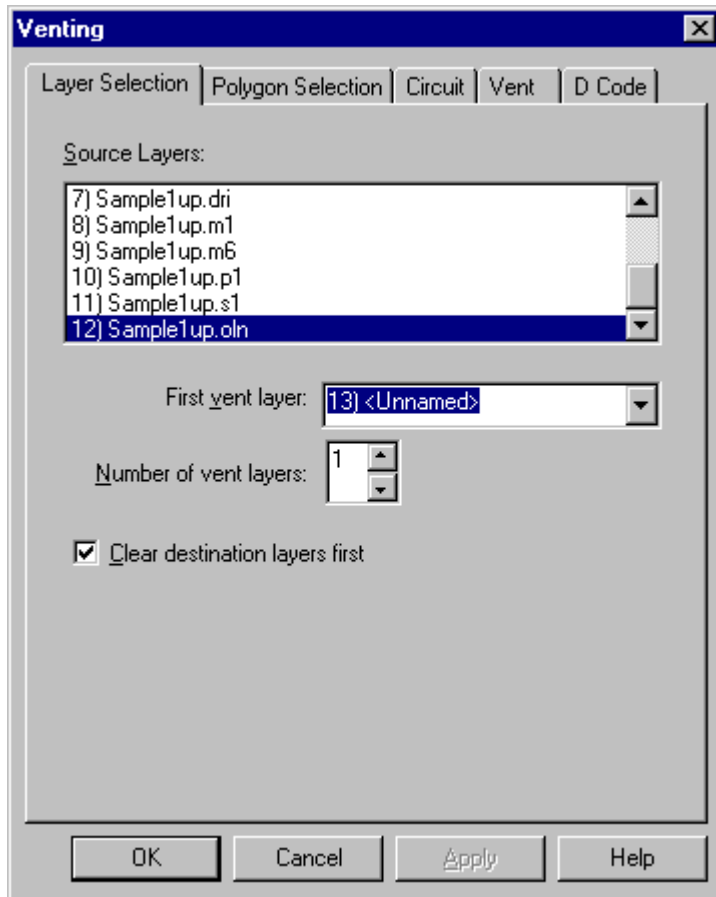 Venting
Layer Selection Polygon Selection Circuit Vent D Code
Source Layers:
7) Sample1up.dri
8) Sample1up.m1
9) Sample1up.m6
10) Sample1up.p1
11) Sample1up.s1
12) Sample1up.oln
First vent layer: 13) <Unnamed>
Number of vent layers: 1
Clear destination layers first
OK Cancel Apply Help